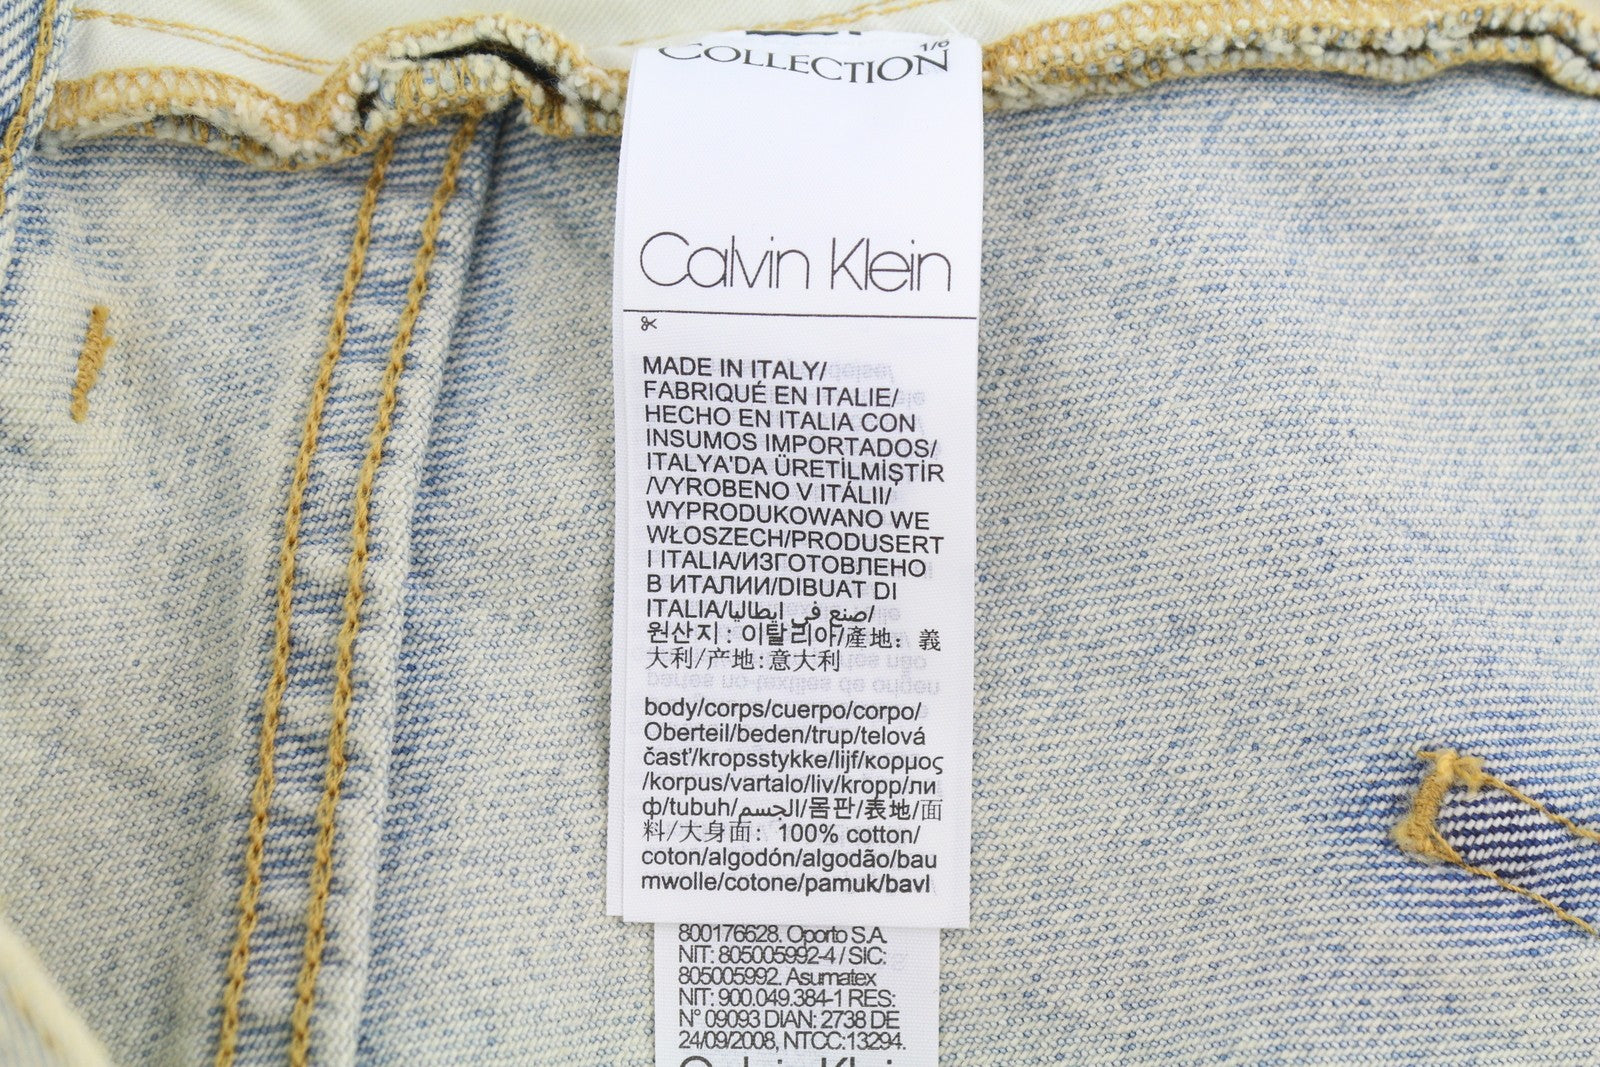 1/6
COLLECTION
Calvin Klein
MADE IN ITALY/
FABRIQUÉ EN ITALIE/
HECHO EN ITALIA CON
INSUMOS IMPORTADOS/
ITALYA'DA ÜRETİLMİŞTİR
/VYROBENO V ITÁLII/
WYPRODUKOWANO WE
WŁOSZECH/PRODUSERT
I ITALIA/ИЗГОТОВЛЕНО
В ИТАЛИИ/DIBUAT DI
ITALIA/صنع في إيطاليا/
원산지: 이탈리아/產地: 義
大利/产地:意大利
body/corps/cuerpo/corpo/
Oberteil/beden/trup/telová
časť/kropsstykke/lijf/κορμος
/korpus/vartalo/liv/kropp/ли
ф/tubuh/الجسم/몸판/表地/面
料/大身面: 100% cotton/
coton/algodón/algodão/bau
mwolle/cotone/pamuk/bavl
800176628. Oporto S.A.
NIT: 805005992-4 / SIC:
805005992. Asumatex
NIT: 900.049.384-1 RES:
N° 09093 DIAN: 2738 DE
24/09/2008, NTCC:13294.
Calvin Klein